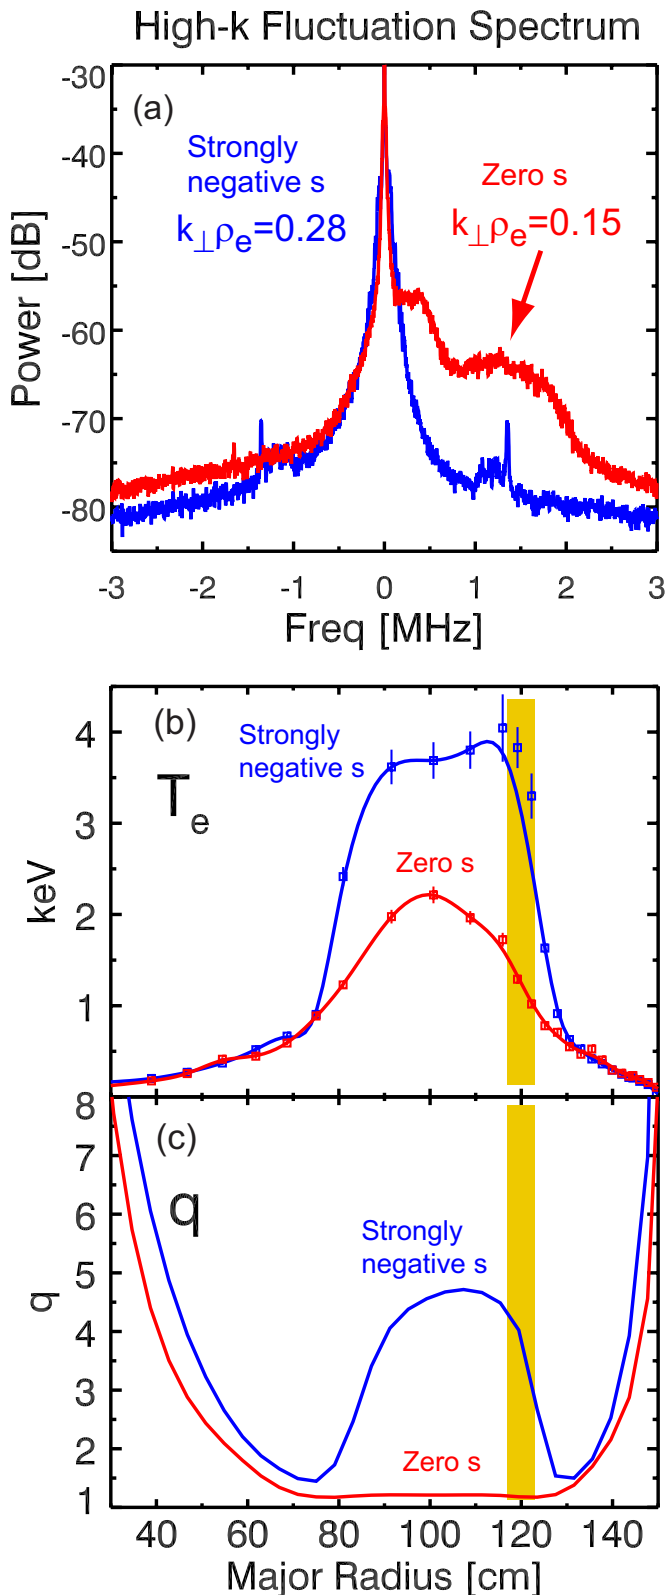 High-k Fluctuation Spectrum
(a)
Strongly
negative s
k⊥ρe=0.28
Zero s
k⊥ρe=0.15
Power [dB]
-30
-40
-50
-60
-70
-80
-3 -2 -1 0 1 2 3
Freq [MHz]
(b)
Te
Strongly
negative s
Zero s
keV
4
3
2
1
(c)
q
Strongly
negative s
Zero s
q
8
7
6
5
4
3
2
1
40 60 80 100 120 140
Major Radius [cm]